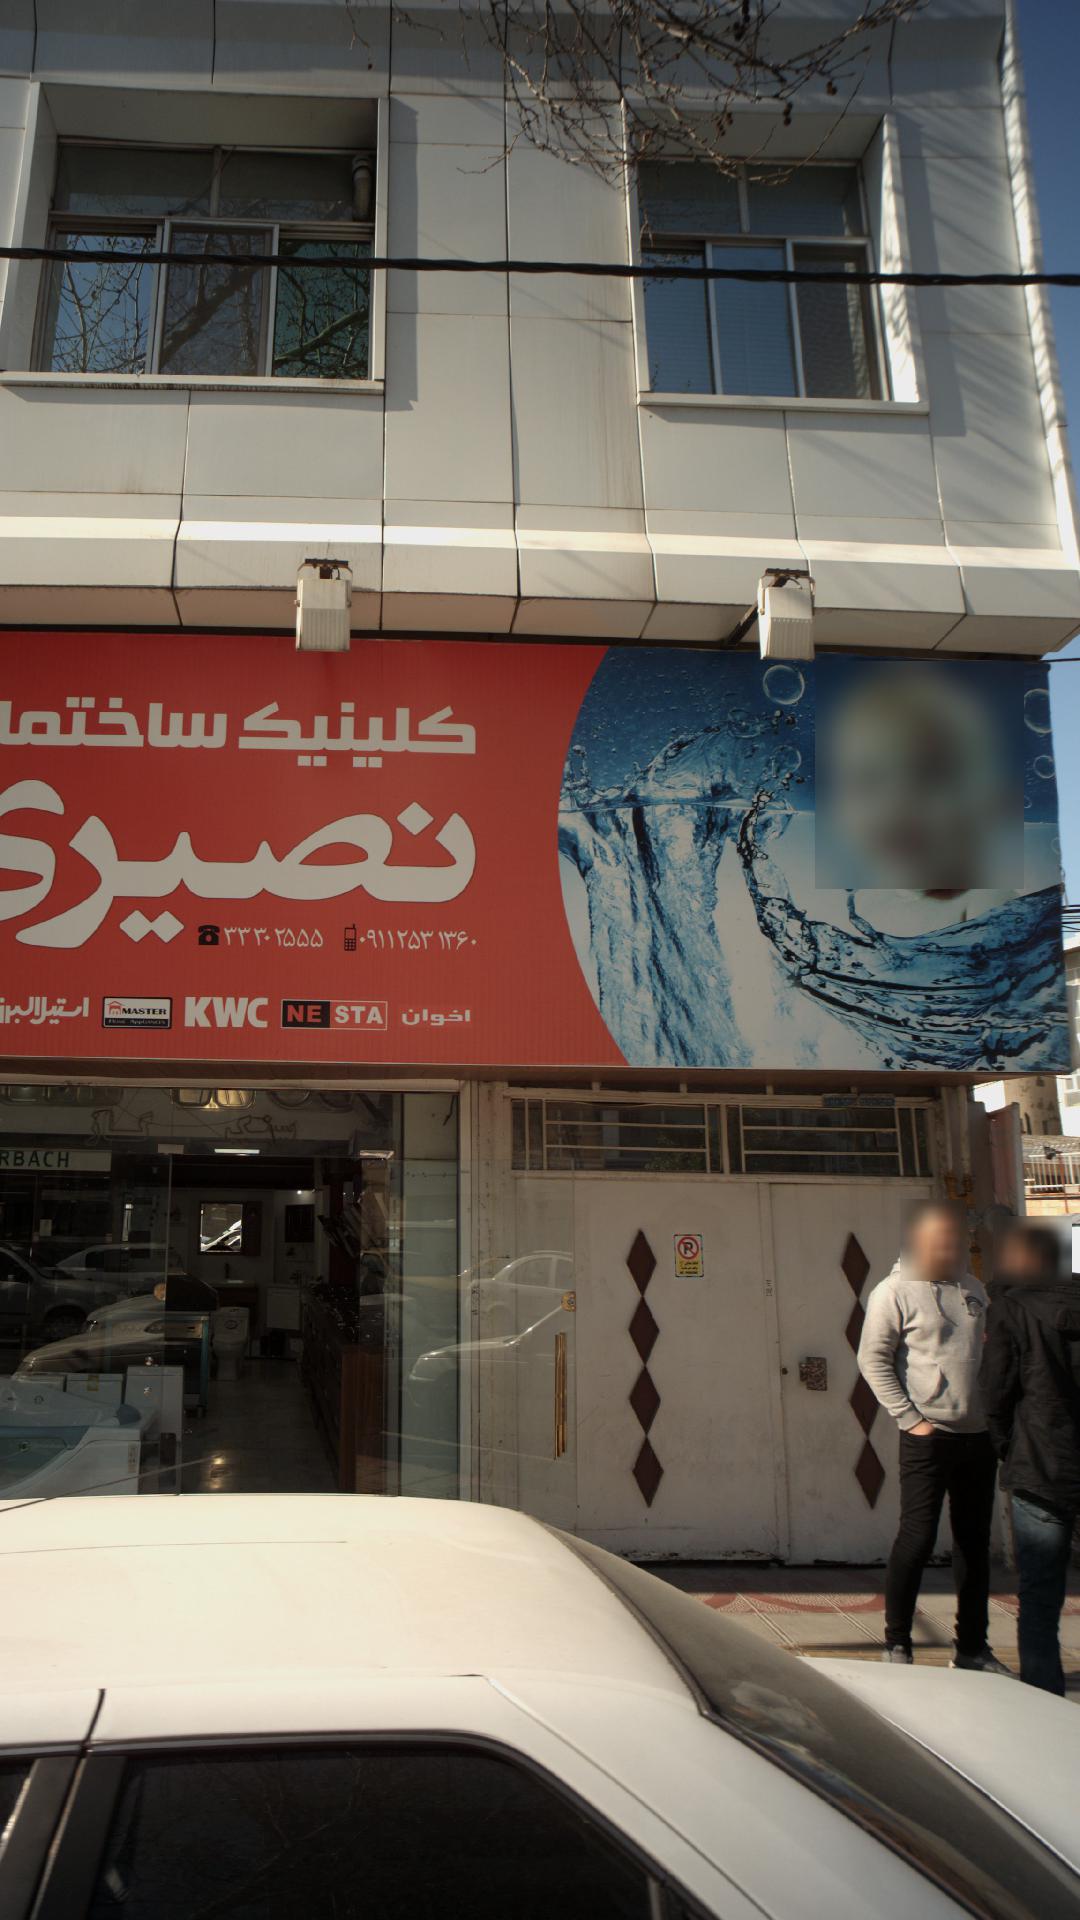 کلینیک ساختما
نصیری
☎ ۳۳۳۰۲۵۵۵ ۰۹۱۱۲۵۳۱۳۶۰
اخوان NESTA KWC MASTER استیل البرز
RBACH